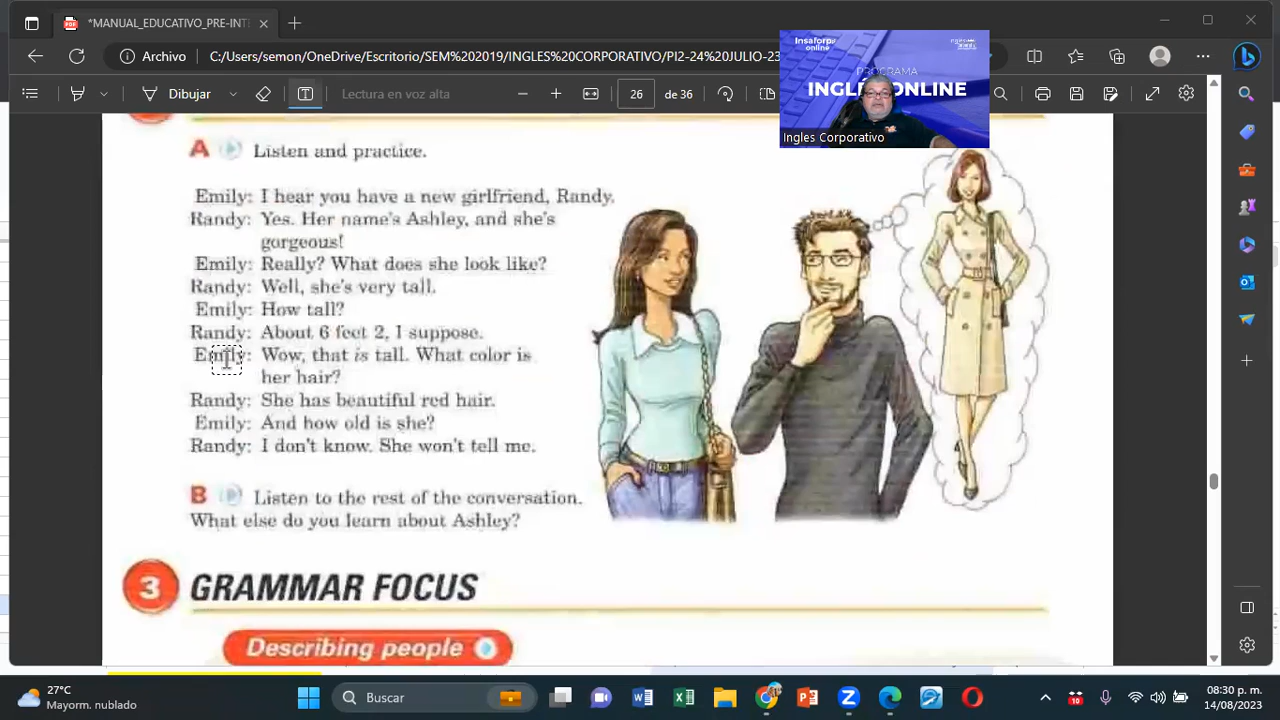 *MANUAL_EDUCATIVO_PRE-INTE
Archivo
C:/Users/semon/OneDrive/Escritorio/SEM%202019/INGLES%20CORPORATIVO/PI2-24%20JULIO-23
Dibujar
Lectura en voz alta
26
de 36
Insaforp
online
PROGRAMA
INGLÉS ONLINE
Ingles Corporativo
A
Listen and practice.
Emily: I hear you have a new girlfriend, Randy.
Randy: Yes. Her name's Ashley, and she's
gorgeous!
Emily: Really? What does she look like?
Randy: Well, she's very tall.
Emily: How tall?
Randy: About 6 feet 2, I suppose.
Emily: Wow, that is tall. What color is
her hair?
Randy: She has beautiful red hair.
Emily: And how old is she?
Randy: I don't know. She won't tell me.
B
Listen to the rest of the conversation.
What else do you learn about Ashley?
3 GRAMMAR FOCUS
Describing people
27°C
Mayorm. nublado
Buscar
10
08:30 p. m.
14/08/2023